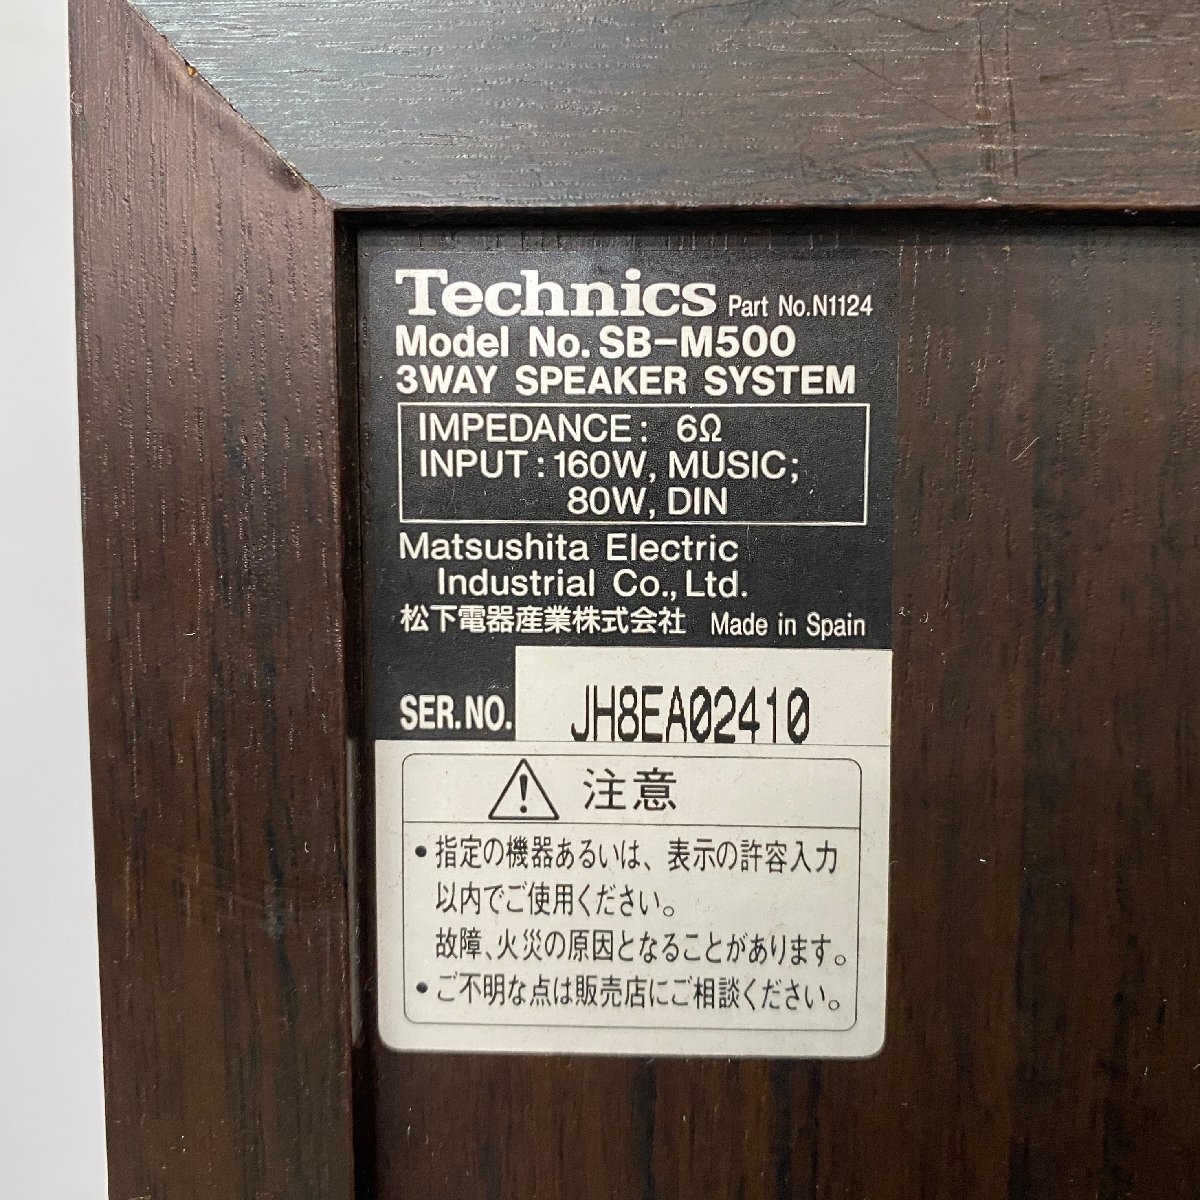 Technics Part No.N1124
Model No. SB-M500
3WAY SPEAKER SYSTEM
IMPEDANCE: 6Ω
INPUT: 160W, MUSIC;
80W, DIN
Matsushita Electric
Industrial Co., Ltd.
松下電器産業株式会社 Made in Spain
SER.NO. JH8EA02410
注意
•指定の機器あるいは、表示の許容入力
以内でご使用ください。
故障、火災の原因となることがあります。
•ご不明な点は販売店にご相談ください。